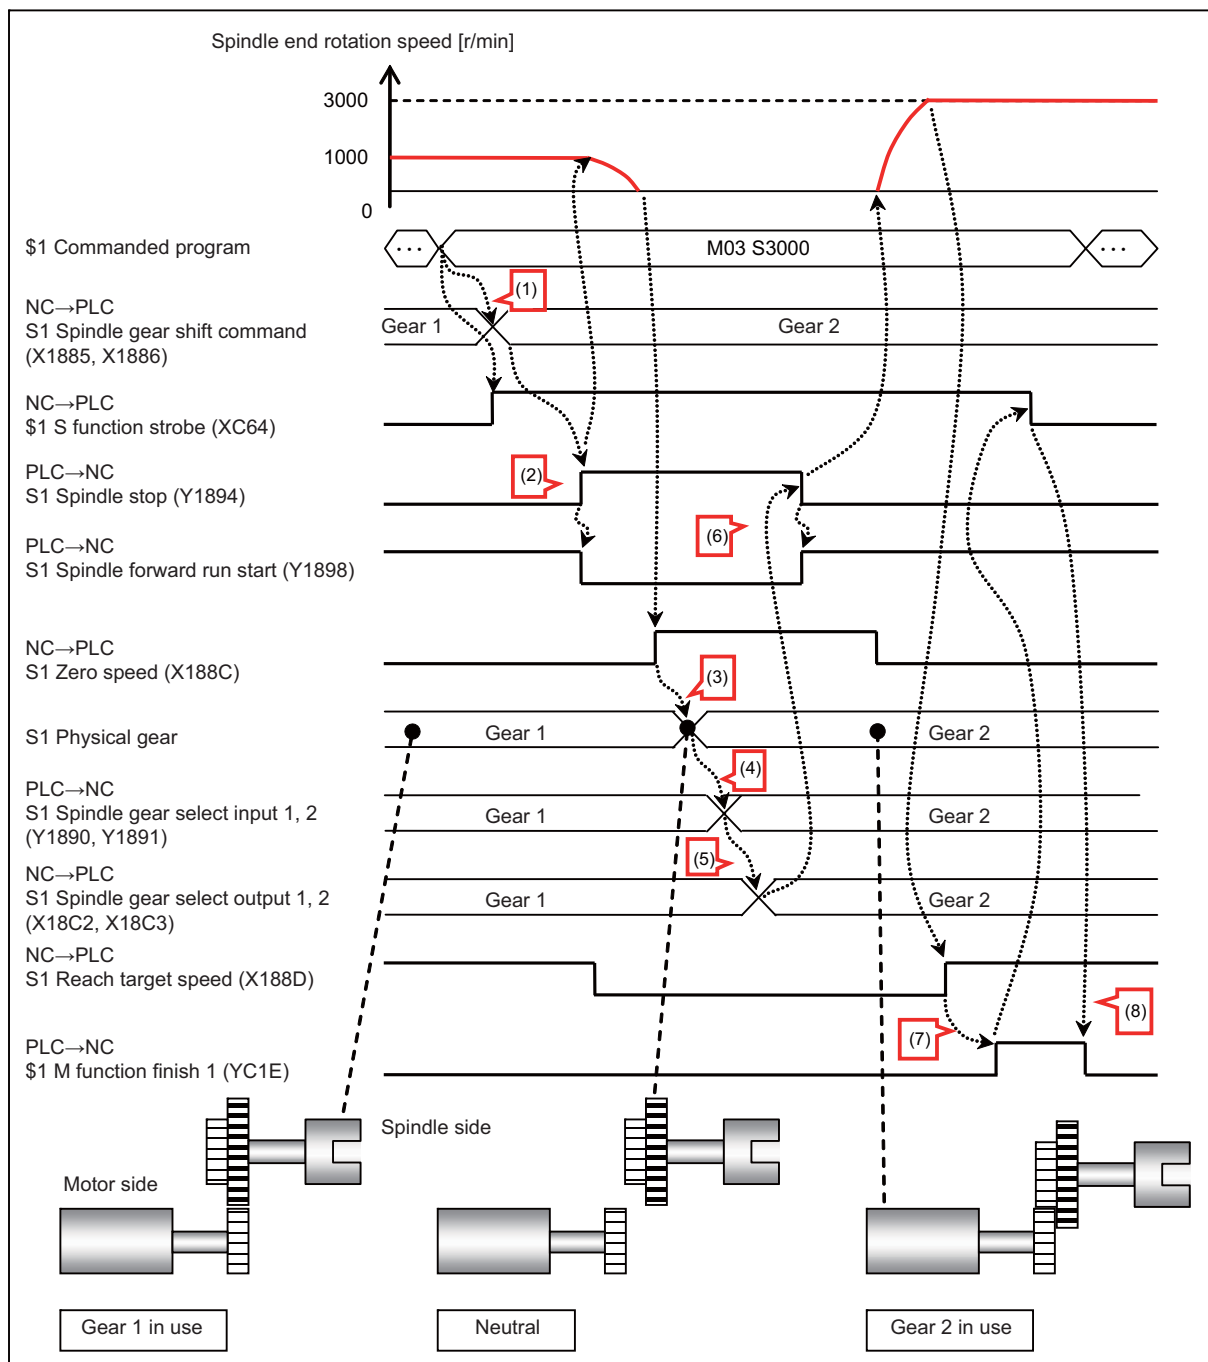 Spindle end rotation speed [r/min]
3000
1000
0
$1 Commanded program
··· M03 S3000 ···
(1)
NC→PLC
S1 Spindle gear shift command
(X1885, X1886)
Gear 1 Gear 2
NC→PLC
$1 S function strobe (XC64)
PLC→NC
S1 Spindle stop (Y1894)
(2)
(6)
PLC→NC
S1 Spindle forward run start (Y1898)
NC→PLC
S1 Zero speed (X188C)
(3)
S1 Physical gear
Gear 1 Gear 2
(4)
PLC→NC
S1 Spindle gear select input 1, 2
(Y1890, Y1891)
Gear 1 Gear 2
(5)
NC→PLC
S1 Spindle gear select output 1, 2
(X18C2, X18C3)
Gear 1 Gear 2
NC→PLC
S1 Reach target speed (X188D)
(7)
(8)
PLC→NC
$1 M function finish 1 (YC1E)
Spindle side
Motor side
Gear 1 in use
Neutral
Gear 2 in use